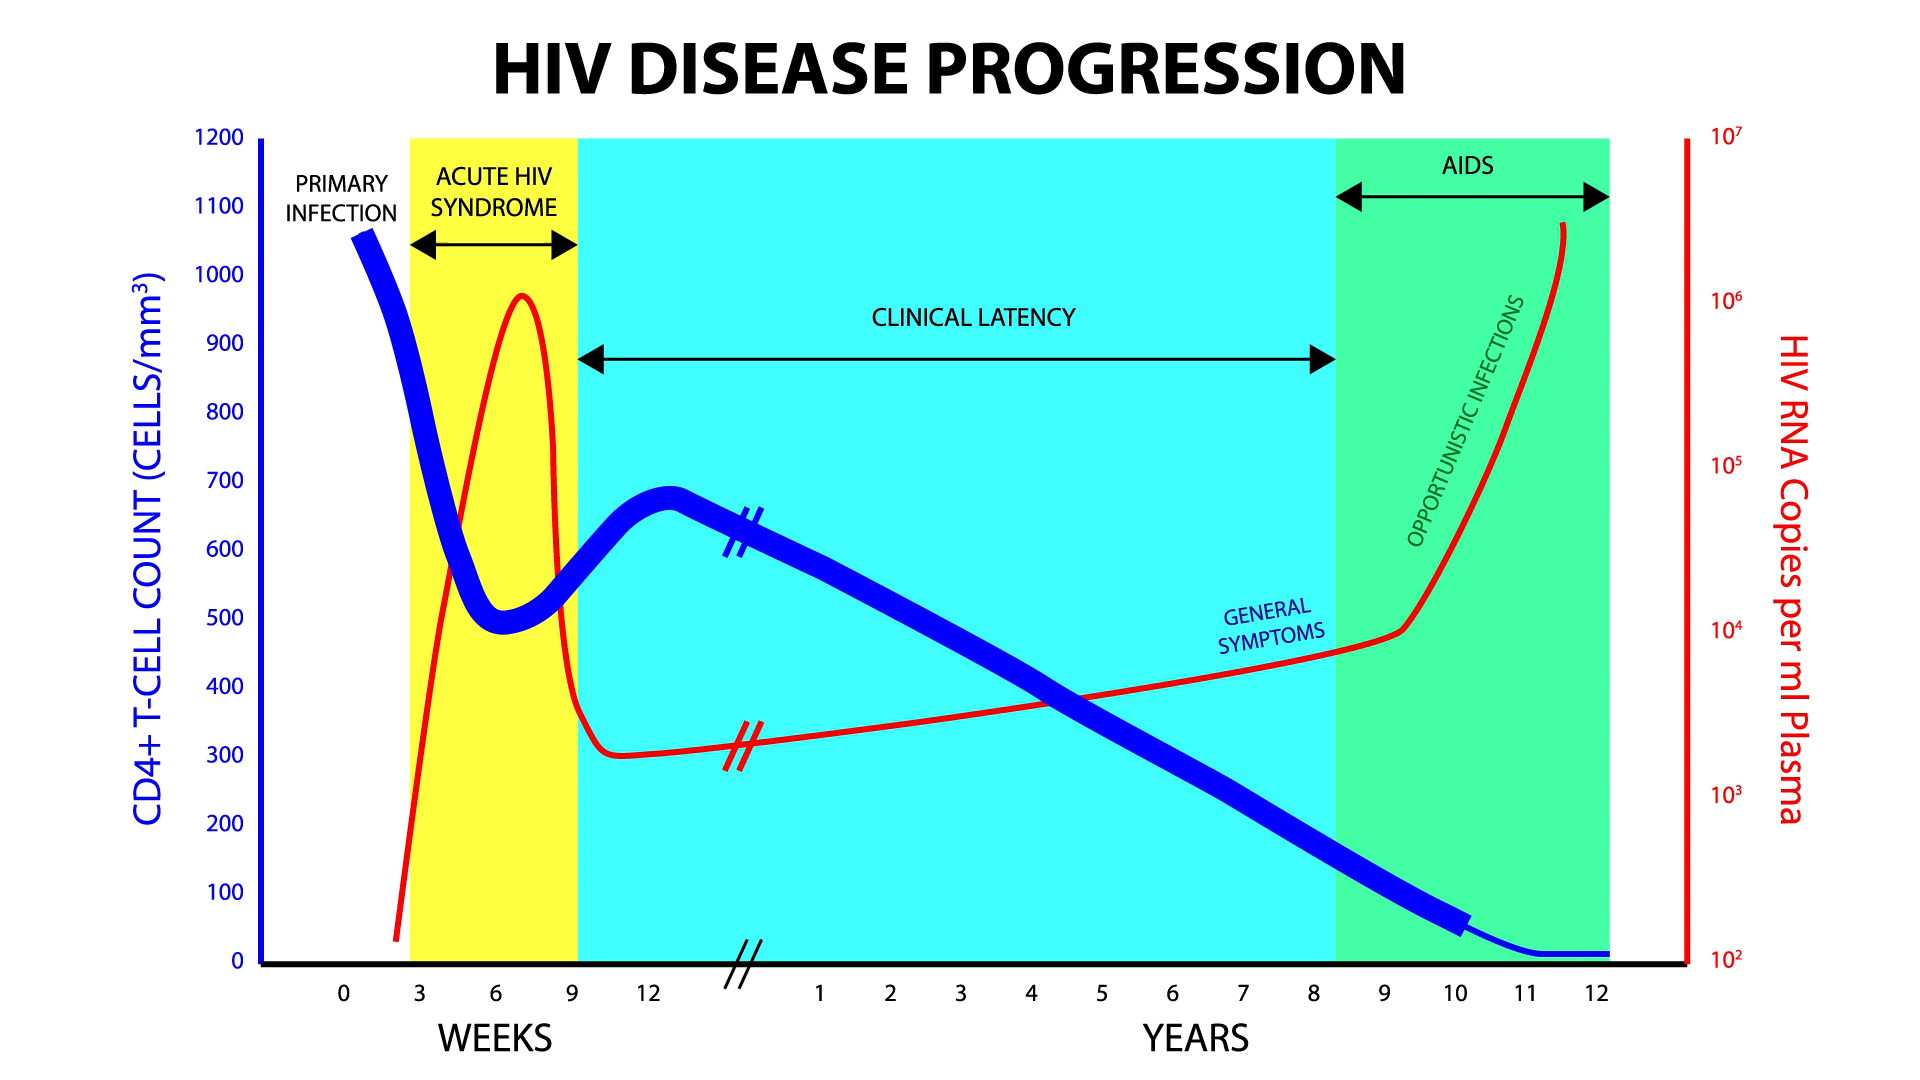 HIV DISEASE PROGRESSION
1200
1100
1000
900
800
700
600
500
400
300
200
100
0
CD4+ T-CELL COUNT (CELLS/mm³)
PRIMARY
INFECTION
ACUTE HIV
SYNDROME
CLINICAL LATENCY
AIDS
GENERAL
SYMPTOMS
OPPORTUNISTIC INFECTIONS
10⁷
10⁶
10⁵
10⁴
10³
10²
HIV RNA Copies per ml Plasma
0 3 6 9 12 1 2 3 4 5 6 7 8 9 10 11 12
WEEKS YEARS